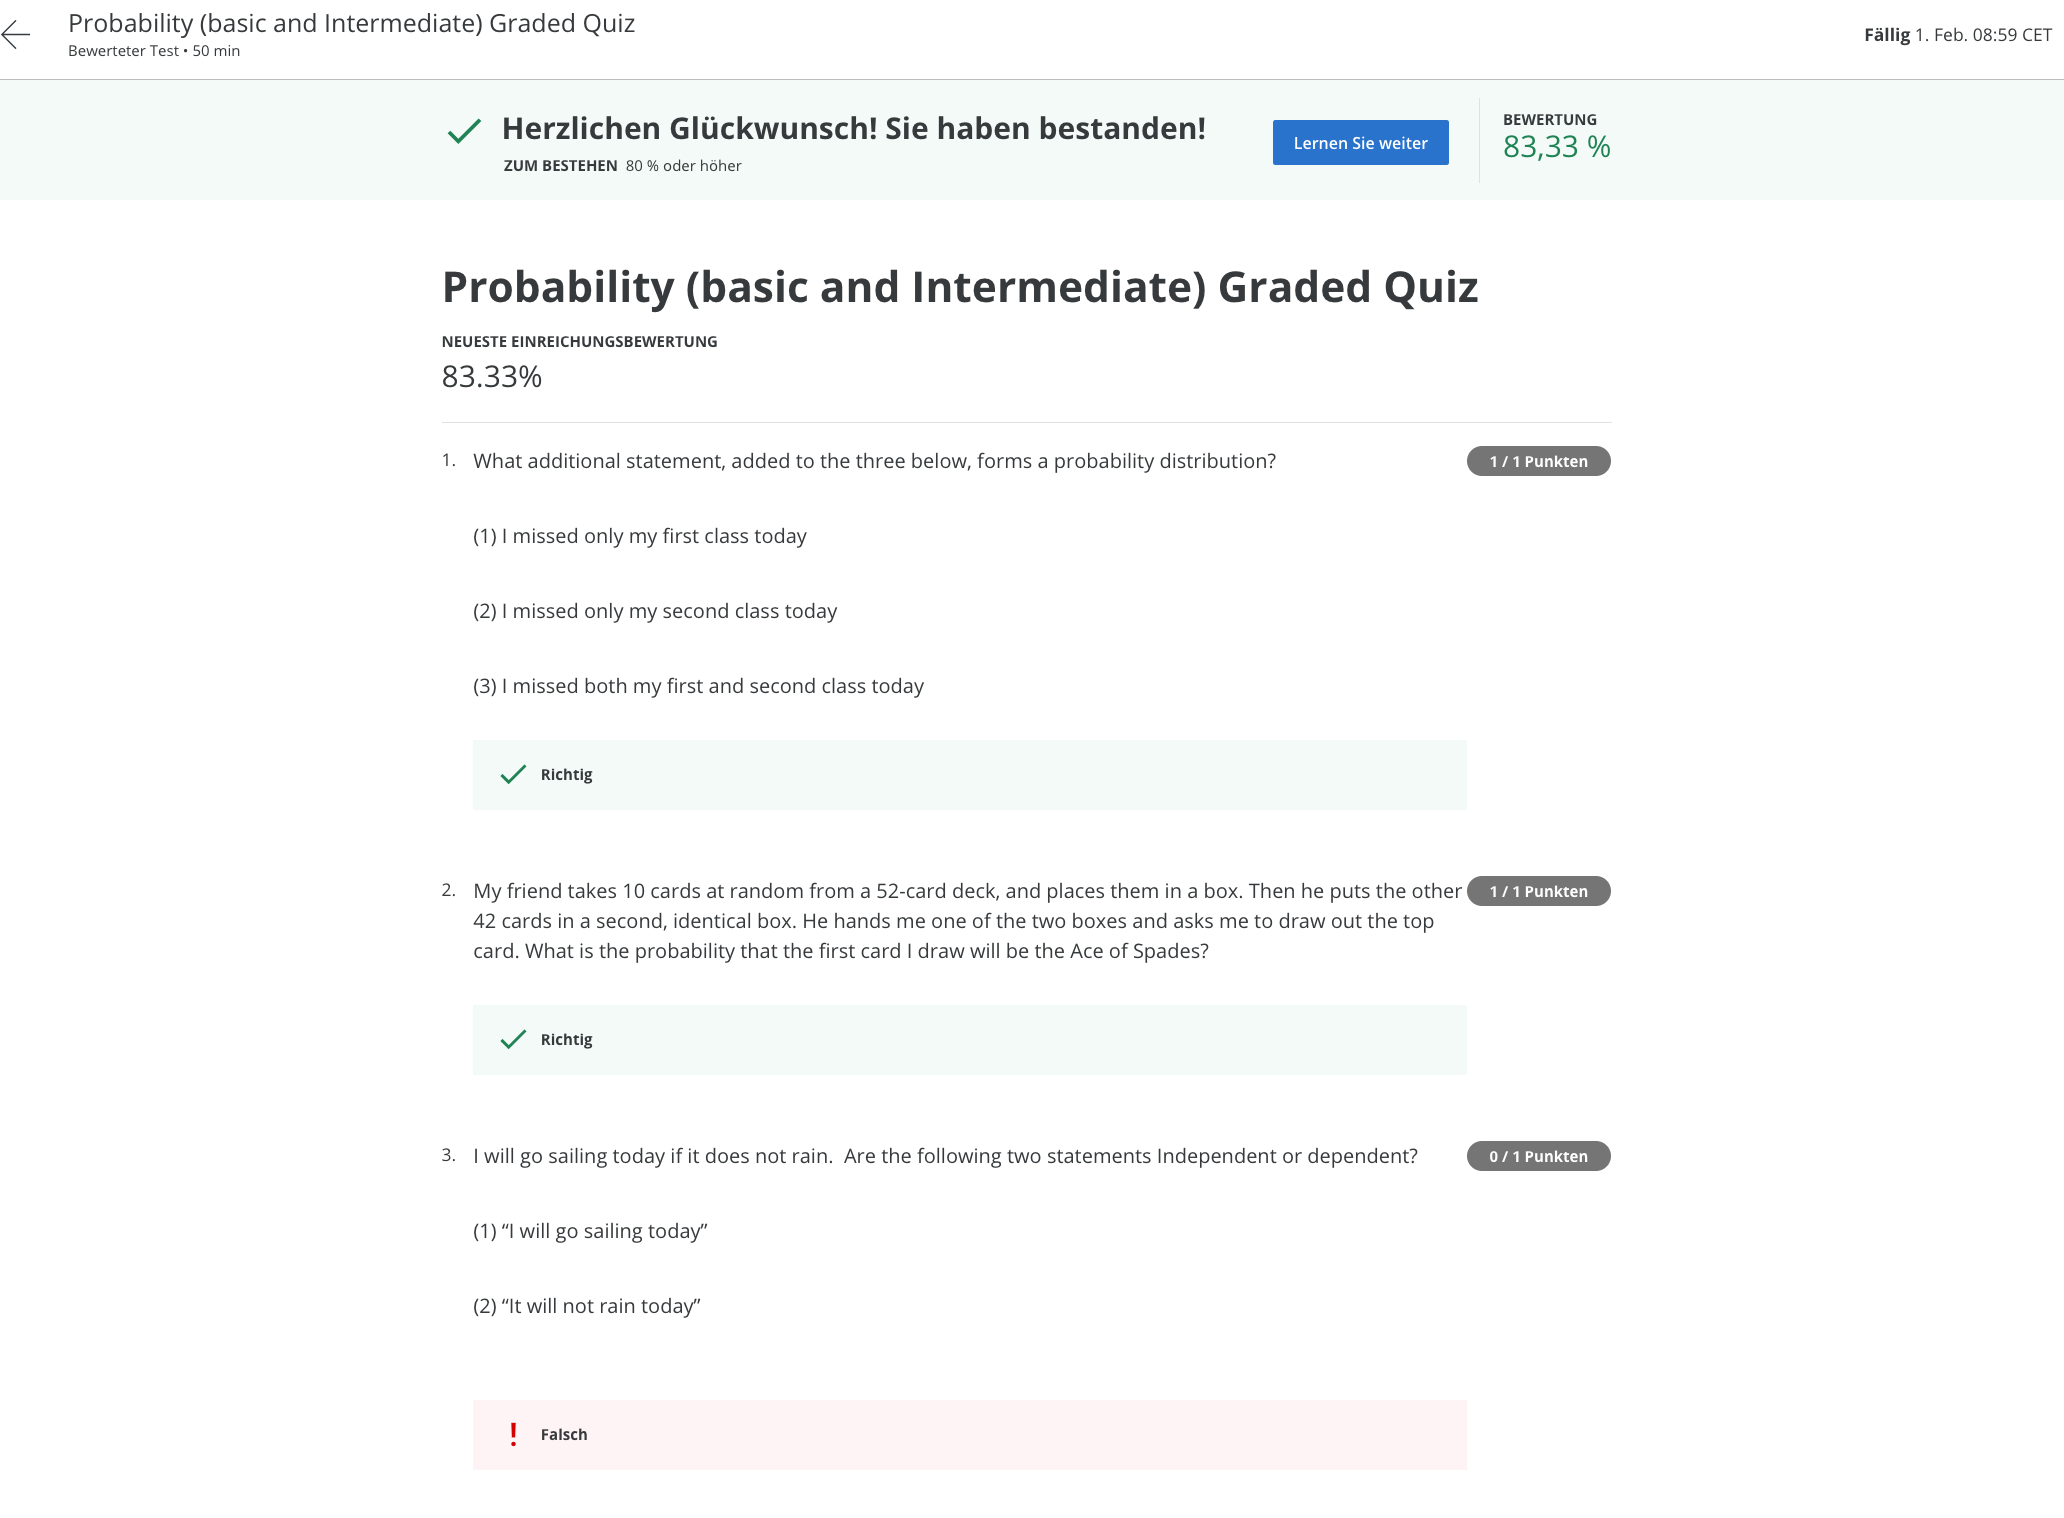 Probability (basic and Intermediate) Graded Quiz
Bewerteter Test • 50 min
Fällig 1. Feb. 08:59 CET
Herzlichen Glückwunsch! Sie haben bestanden!
ZUM BESTEHEN 80 % oder höher
Lernen Sie weiter
BEWERTUNG
83,33 %
Probability (basic and Intermediate) Graded Quiz
NEUESTE EINREICHUNGSBEWERTUNG
83.33%
1. What additional statement, added to the three below, forms a probability distribution?
1 / 1 Punkten
(1) I missed only my first class today
(2) I missed only my second class today
(3) I missed both my first and second class today
Richtig
2. My friend takes 10 cards at random from a 52-card deck, and places them in a box. Then he puts the other
1 / 1 Punkten
42 cards in a second, identical box. He hands me one of the two boxes and asks me to draw out the top
card. What is the probability that the first card I draw will be the Ace of Spades?
Richtig
3. I will go sailing today if it does not rain.  Are the following two statements Independent or dependent?
0 / 1 Punkten
(1) “I will go sailing today”
(2) “It will not rain today”
Falsch